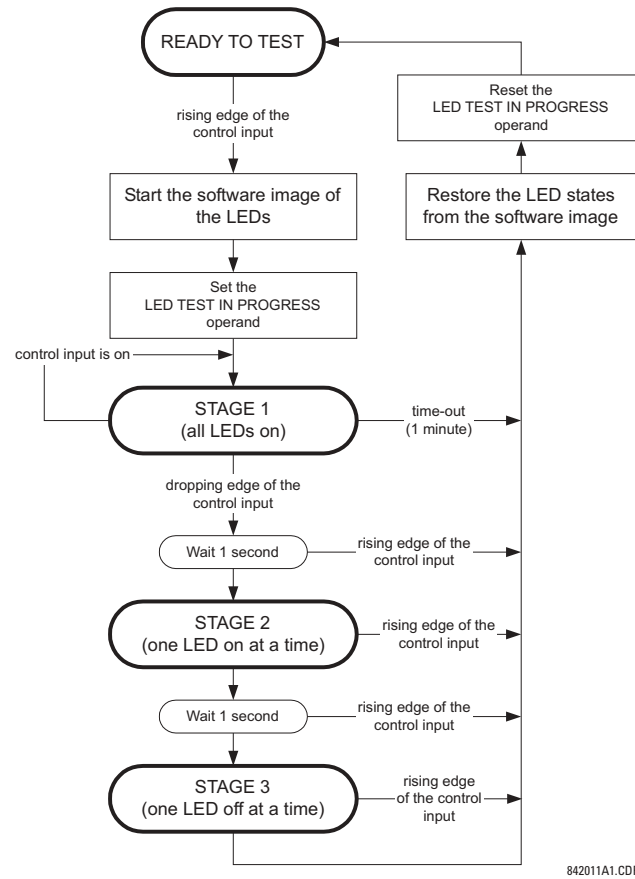 READY TO TEST
rising edge of the
control input
Start the software image of
the LEDs
Set the
LED TEST IN PROGRESS
operand
control input is on
STAGE 1
(all LEDs on)
time-out
(1 minute)
dropping edge of the
control input
Wait 1 second
rising edge of the
control input
STAGE 2
(one LED on at a time)
rising edge of the
control input
Wait 1 second
rising edge of the
control input
STAGE 3
(one LED off at a time)
rising edge
of the control
input
Restore the LED states
from the software image
Reset the
LED TEST IN PROGRESS
operand